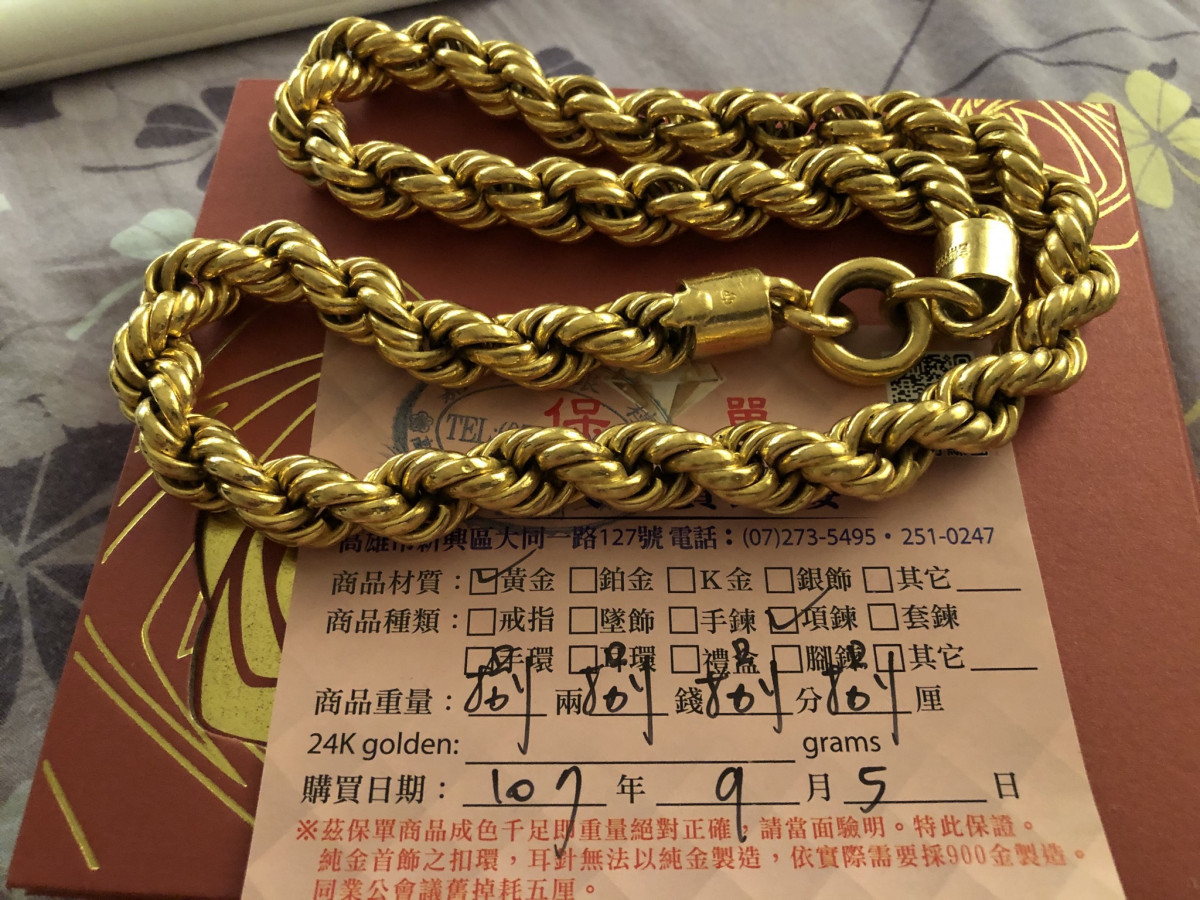 TEL
保 單
高雄市新興區大同一路127號 電話：(07)273-5495・251-0247
商品材質：☑黃金 □鉑金 □K金 □銀飾 □其它
商品種類：□戒指 □墜飾 □手鍊 ☑項鍊 □套鍊
□手環 □耳環 □禮盒 □腳鍊 □其它
商品重量： 兩 錢 分 厘
24K golden: grams
購買日期： 107 年 9 月 5 日
※茲保單商品成色千足即重量絕對正確，請當面驗明。特此保證。
純金首飾之扣環，耳針無法以純金製造，依實際需要採900金製造。
同業公會議舊掉耗五厘。